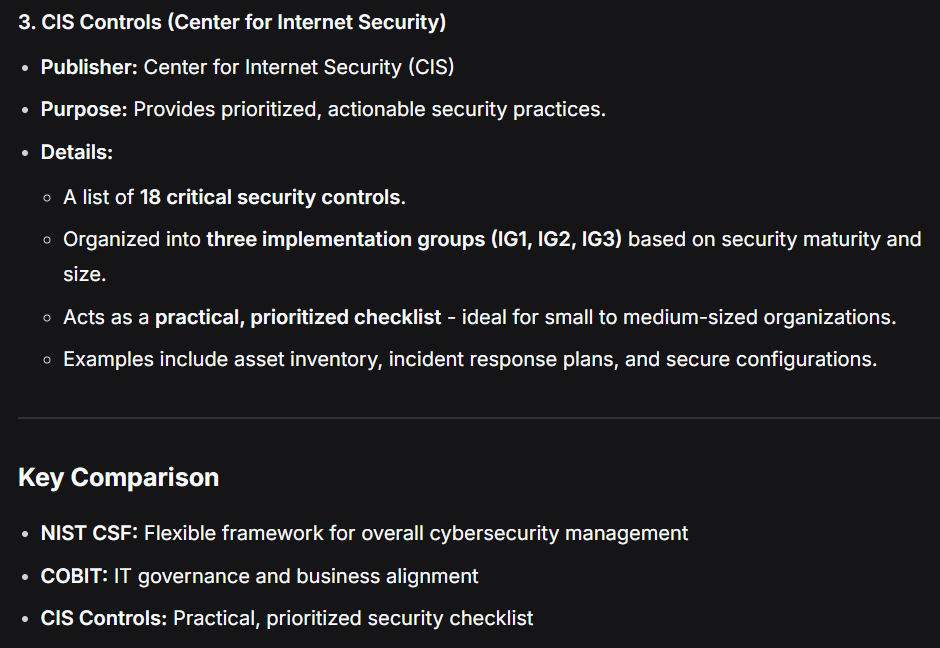 3. CIS Controls (Center for Internet Security)
• Publisher: Center for Internet Security (CIS)
• Purpose: Provides prioritized, actionable security practices.
• Details:
◦ A list of 18 critical security controls.
◦ Organized into three implementation groups (IG1, IG2, IG3) based on security maturity and
size.
◦ Acts as a practical, prioritized checklist - ideal for small to medium-sized organizations.
◦ Examples include asset inventory, incident response plans, and secure configurations.
Key Comparison
• NIST CSF: Flexible framework for overall cybersecurity management
• COBIT: IT governance and business alignment
• CIS Controls: Practical, prioritized security checklist